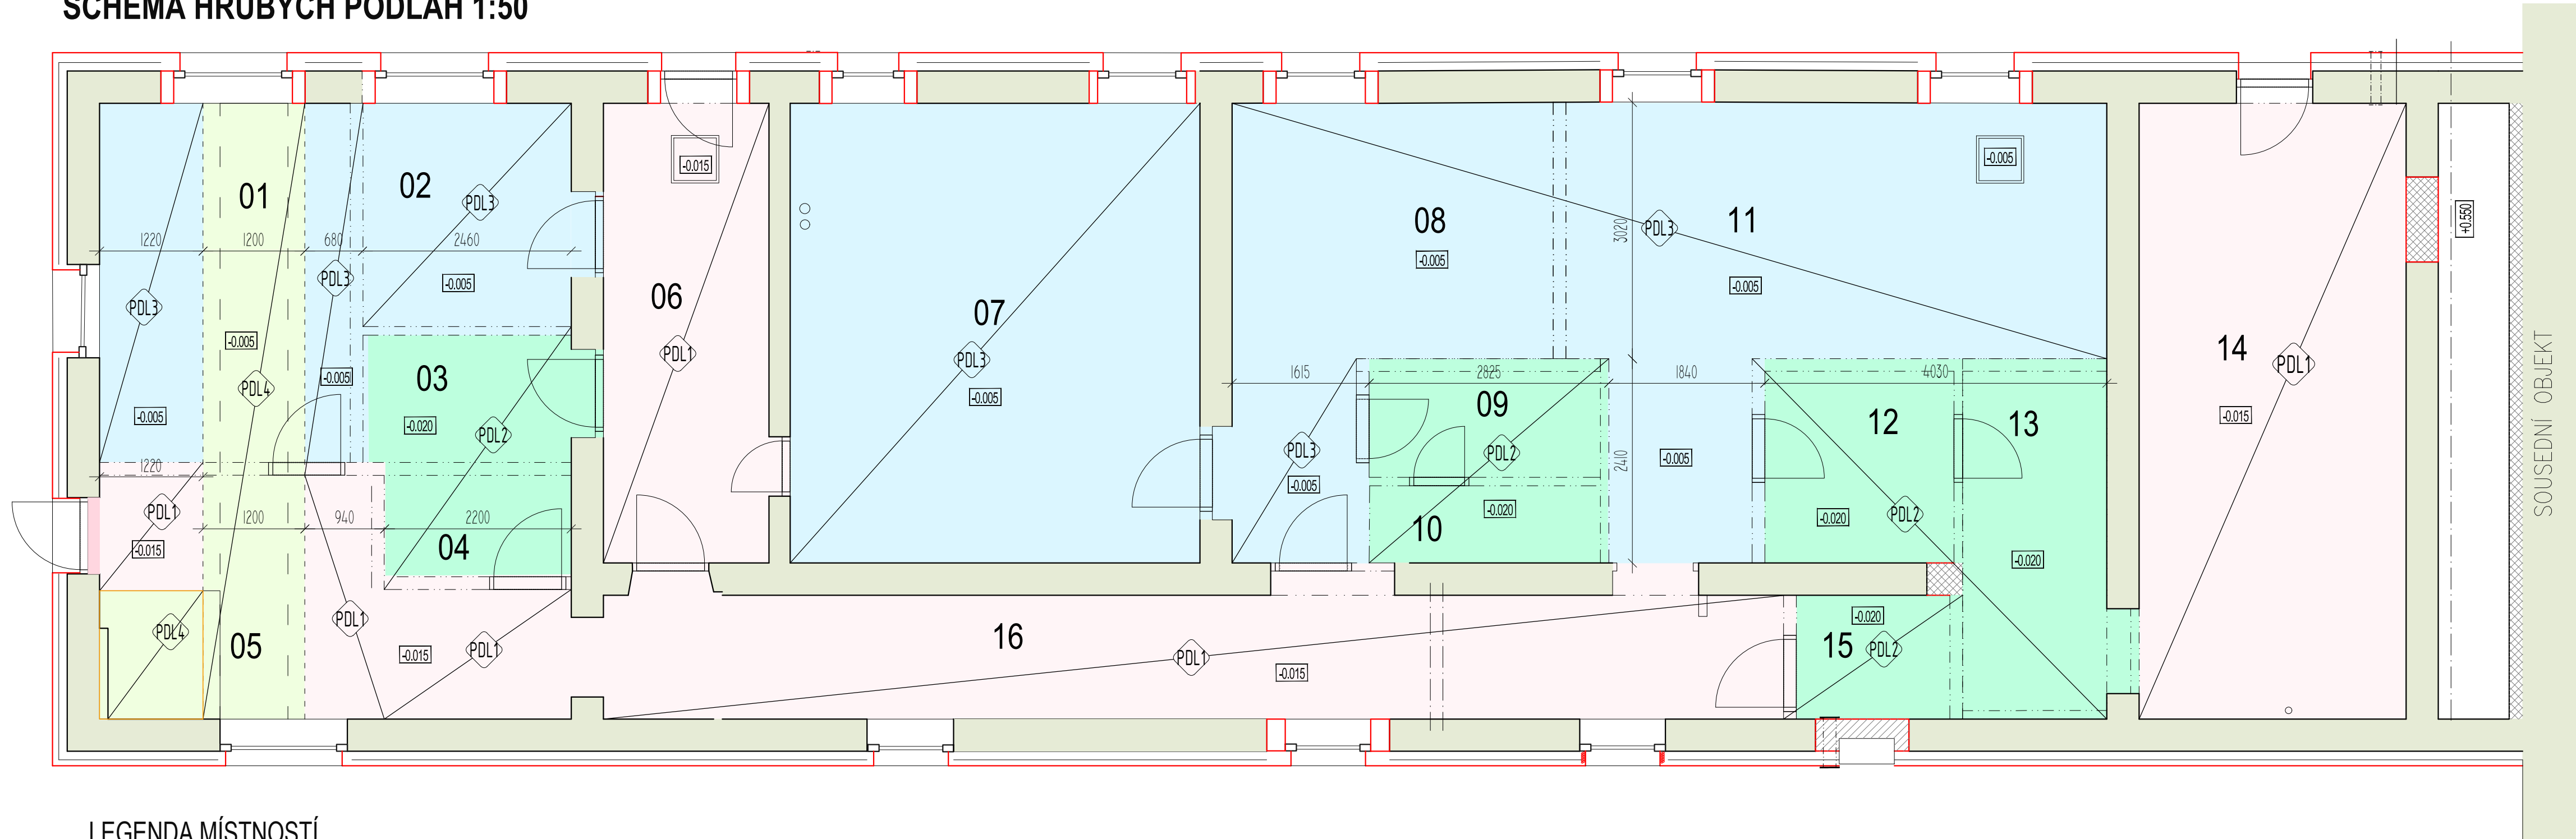 SCHÉMA HRUBÝCH PODLAH 1:50
01
02
PDL3
1220
1200
680
2460
PDL3
PDL3
-0.005
-0.005
-0.005
-0.005
PDL4
03
-0.020
PDL2
1220
PDL1
-0.015
1200
940
2200
04
PDL4
05
PDL1
-0.015
PDL1
-0.015
06
PDL1
07
PDL3
-0.005
08
-0.005
3020
PDL3
11
-0.005
-0.005
1615
2825
1840
4030
09
PDL3
-0.005
PDL2
2410
-0.005
10
-0.020
12
13
-0.020
PDL2
-0.020
14
PDL1
-0.015
+0.550
SOUSEDNÍ OBJEKT
16
PDL1
-0.015
15
-0.020
PDL2
LEGENDA MÍSTNOSTÍ